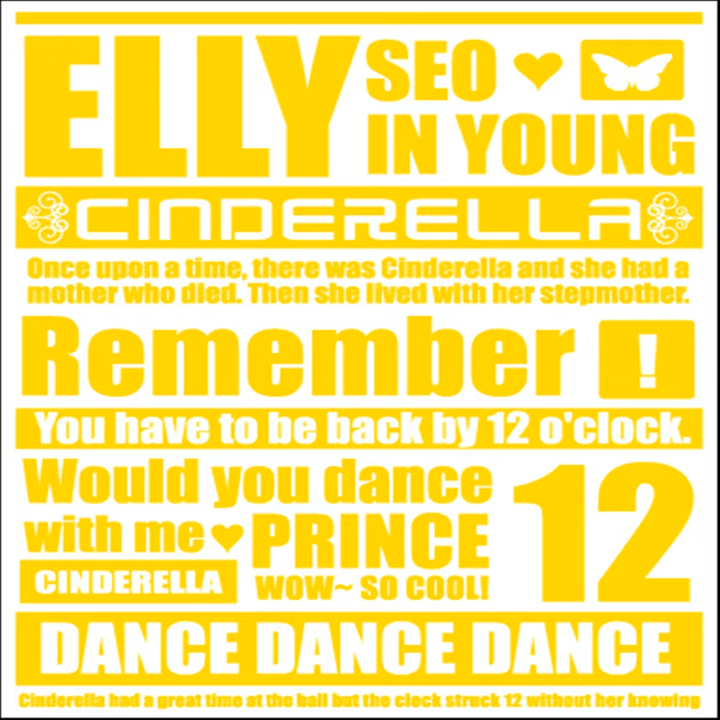 ELLY SEO
IN YOUNG
CINDERELLA
Once upon a time, there was Cinderella and she had a
mother who died. Then she lived with her stepmother.
Remember !
You have to be back by 12 o'clock.
Would you dance
with me PRINCE
CINDERELLA WOW~ SO COOL!
12
DANCE DANCE DANCE
Cinderella had a great time at the ball but the clock struck 12 without her knowing